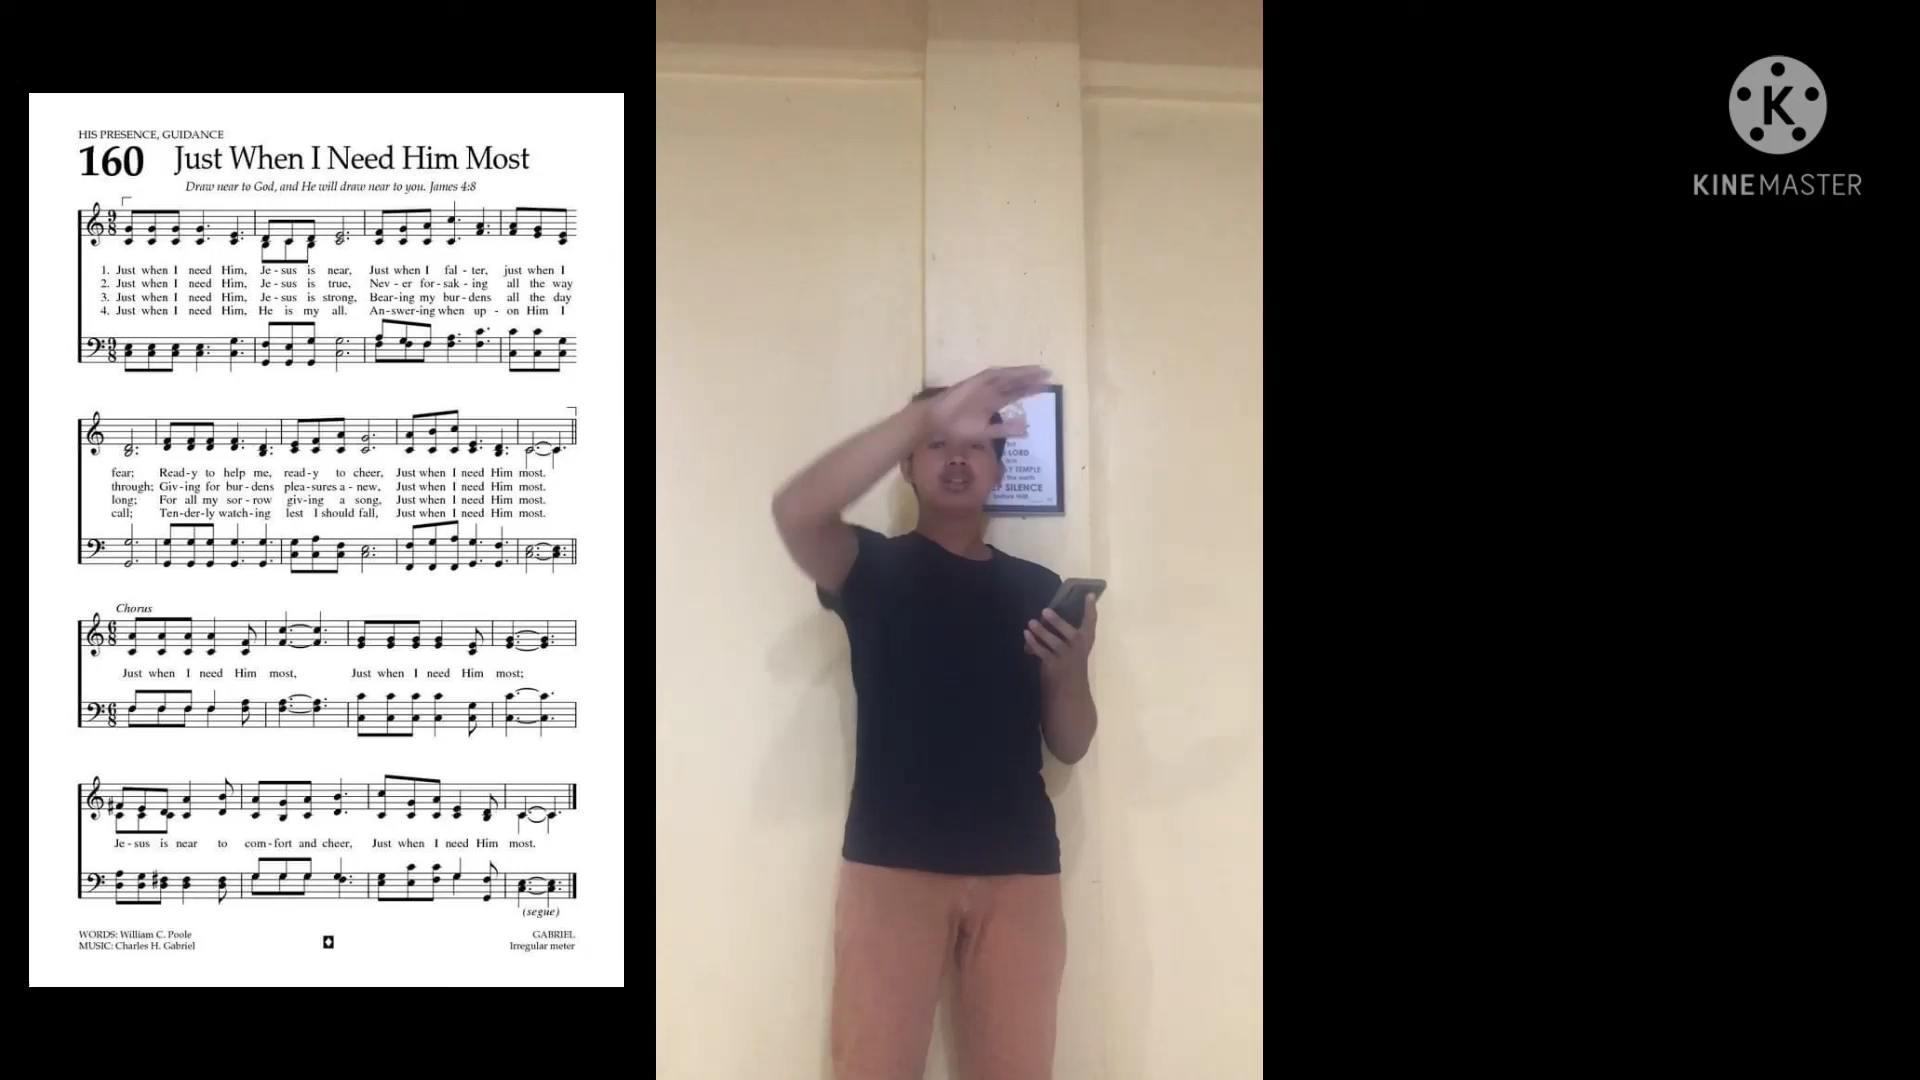 HIS PRESENCE, GUIDANCE
160 Just When I Need Him Most
Draw near to God, and He will draw near to you. James 4:8
1. Just when I need Him, Je - sus is near, Just when I fal - ter, just when I
2. Just when I need Him, Je - sus is true, Nev - er for - sak - ing all the way
3. Just when I need Him, Je - sus is strong, Bear - ing my bur - dens all the day
4. Just when I need Him, He is my all. An - swer - ing when up - on Him I
fear; Read - y to help me, read - y to cheer, Just when I need Him most.
through; Giv - ing for bur - dens plea - sures a - new, Just when I need Him most.
long; For all my sor - row giv - ing a song, Just when I need Him most.
call; Ten - der - ly watch - ing lest I should fall, Just when I need Him most.
Chorus
Just when I need Him most, Just when I need Him most;
Je - sus is near to com - fort and cheer, Just when I need Him most.
(segue)
WORDS: William C. Poole
MUSIC: Charles H. Gabriel
GABRIEL
Irregular meter
LORD
TEMPLE
the earth
SILENCE
before HIM
K
KINEMASTER